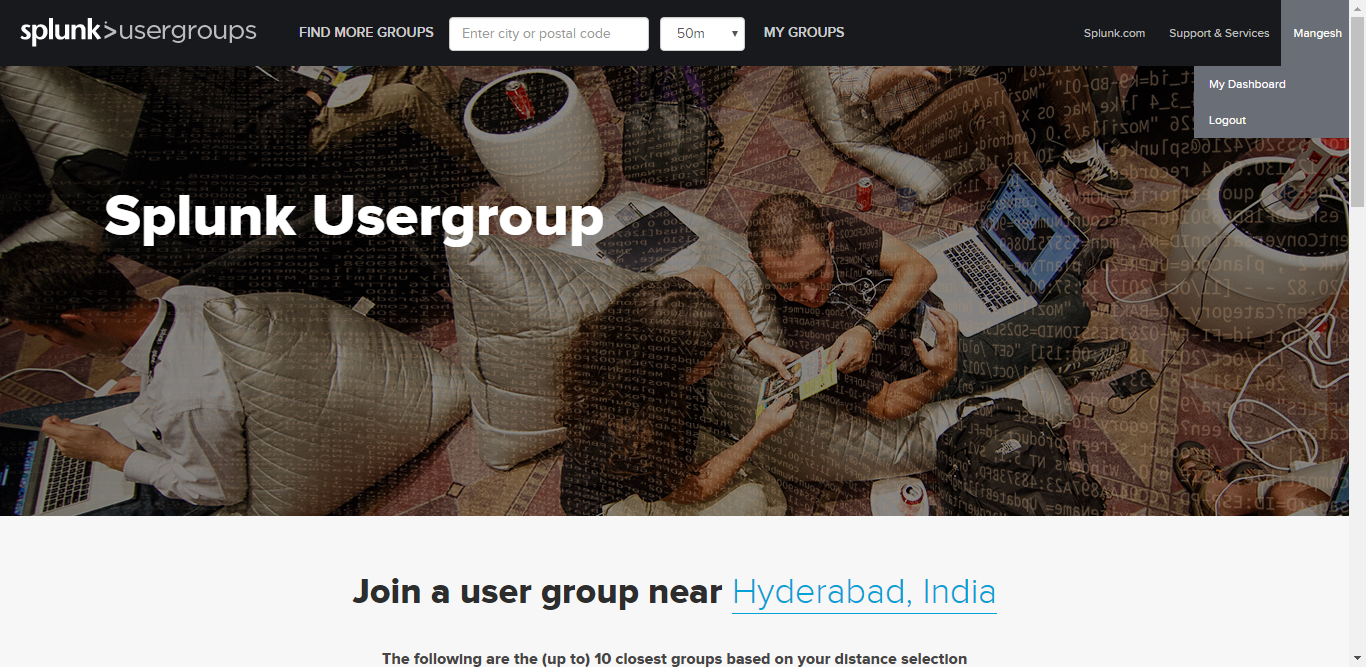 splunk>usergroups
FIND MORE GROUPS
Enter city or postal code
50m
MY GROUPS
Splunk.com
Support & Services
Mangesh
My Dashboard
Logout
Splunk Usergroup
Join a user group near Hyderabad, India
The following are the (up to) 10 closest groups based on your distance selection